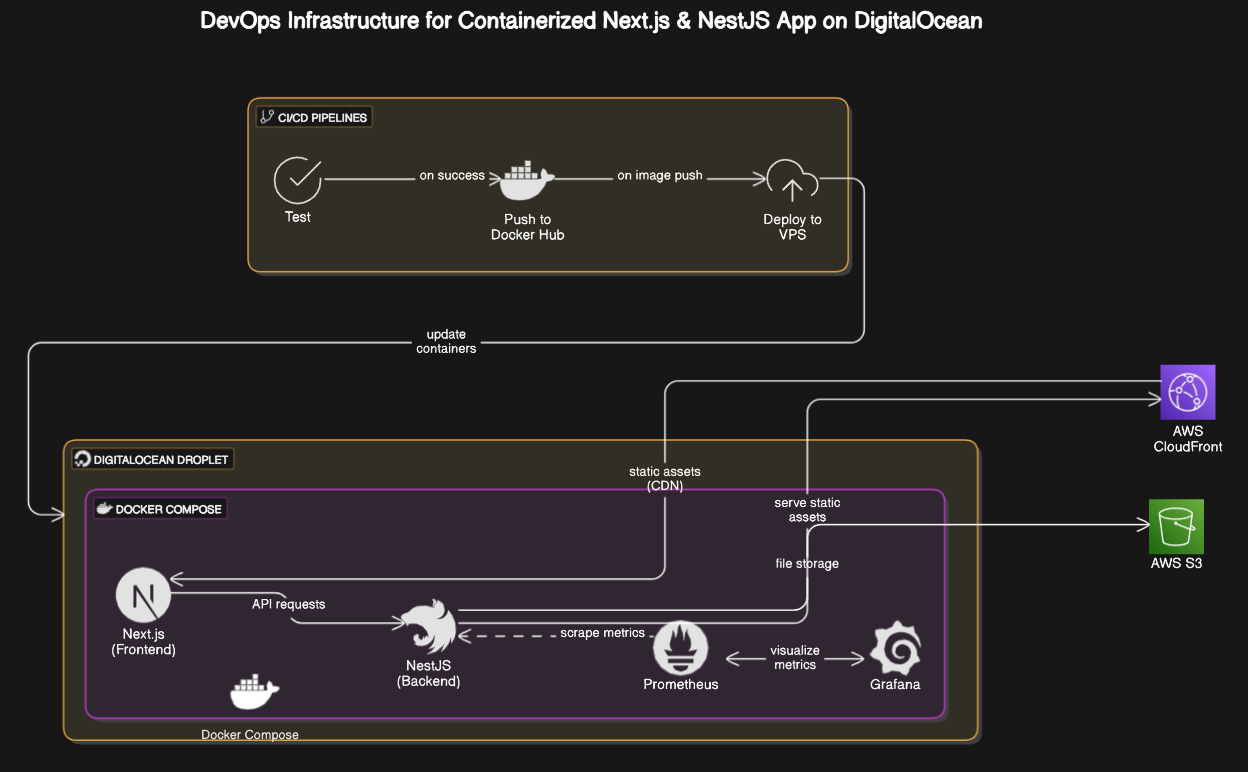 DevOps Infrastructure for Containerized Next.js & NestJS App on DigitalOcean
CI/CD PIPELINES
on success
on image push
Test
Push to
Docker Hub
Deploy to
VPS
update
containers
AWS
CloudFront
DIGITALOCEAN DROPLET
static assets
(CDN)
DOCKER COMPOSE
serve static
assets
file storage
AWS S3
N
API requests
Next.js
(Frontend)
scrape metrics
NestJS
(Backend)
visualize
metrics
Prometheus
Grafana
Docker Compose